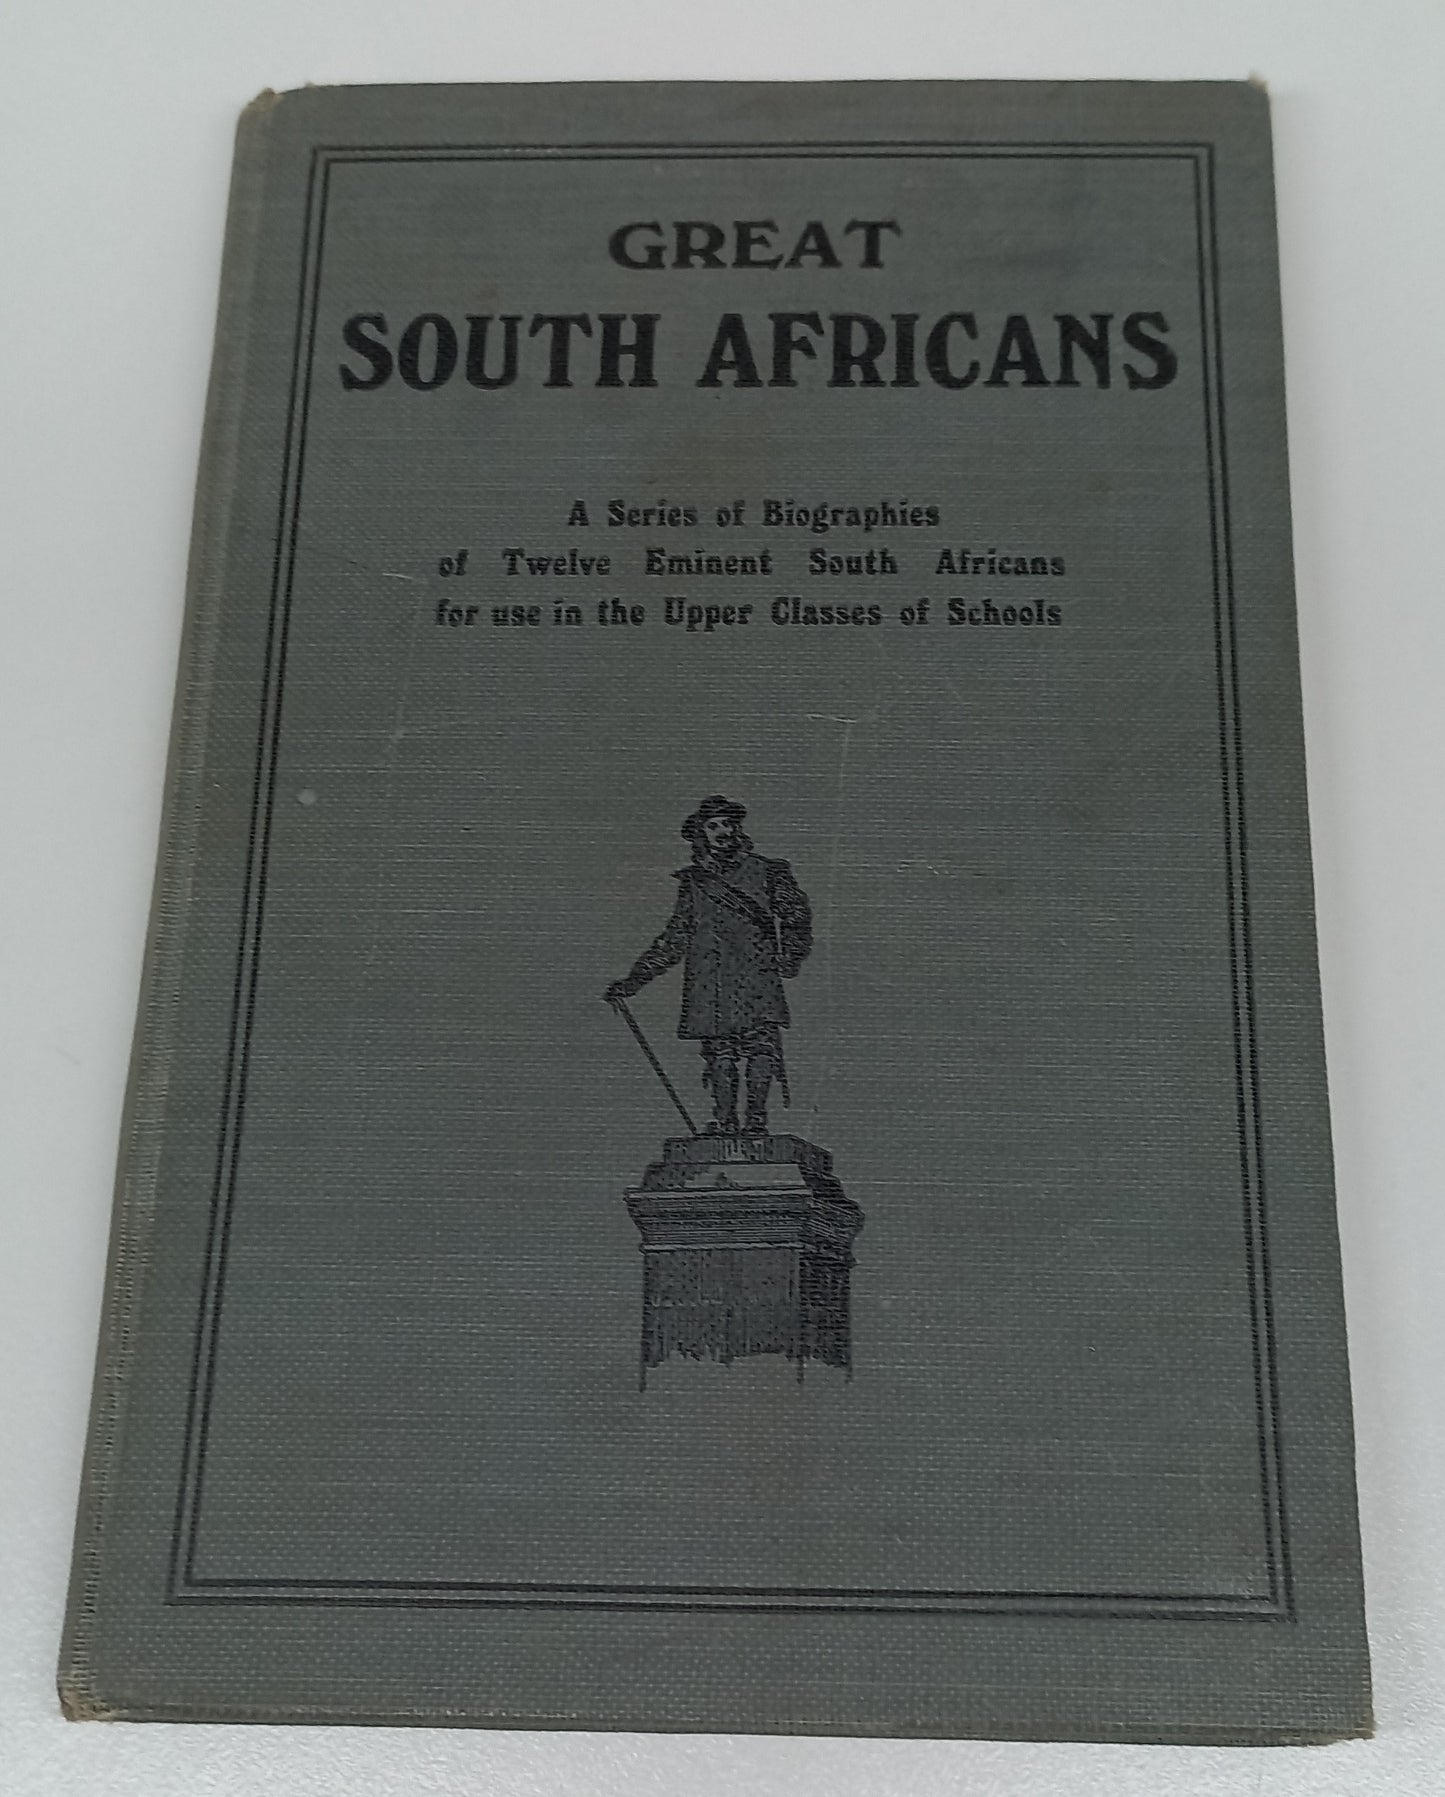 GREAT
SOUTH AFRICANS
A Series of Biographies
of Twelve Eminent South Africans
for use in the Upper Classes of Schools